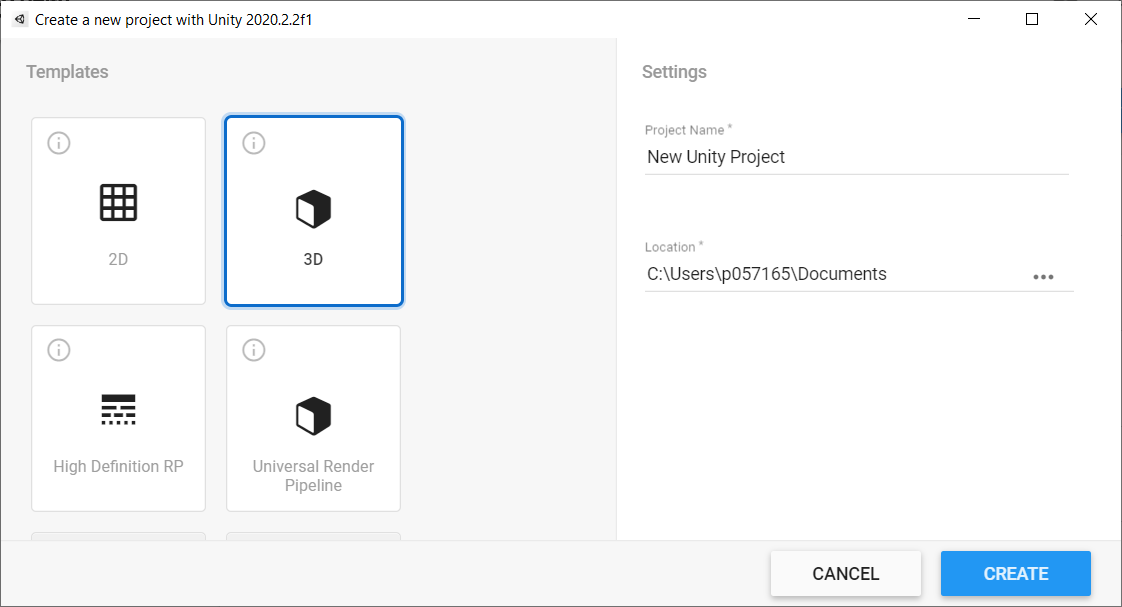 Create a new project with Unity 2020.2.2f1
Templates
2D
3D
High Definition RP
Universal Render
Pipeline
Settings
Project Name *
New Unity Project
Location *
C:\Users\p057165\Documents
CANCEL
CREATE